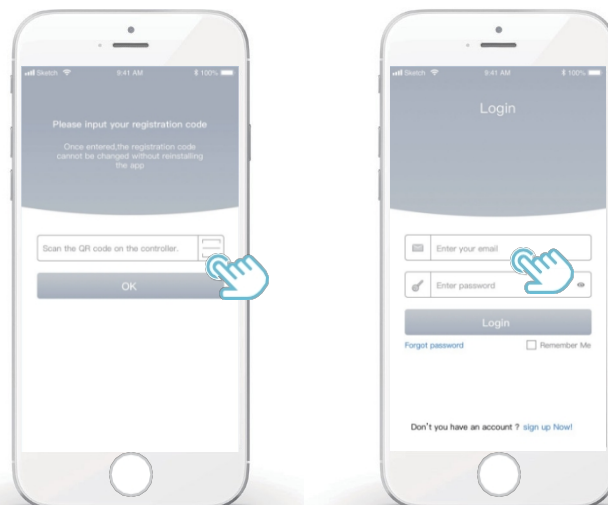 Sketch 9:41 AM 100%
Please input your registration code
Once entered,the registration code
cannot be changed without reinstalling
the app
Scan the QR code on the controller.
OK
Sketch 9:41 AM 100%
Login
Enter your email
Enter password
Login
Forgot password
Remember Me
Don't you have an account ? sign up Now!